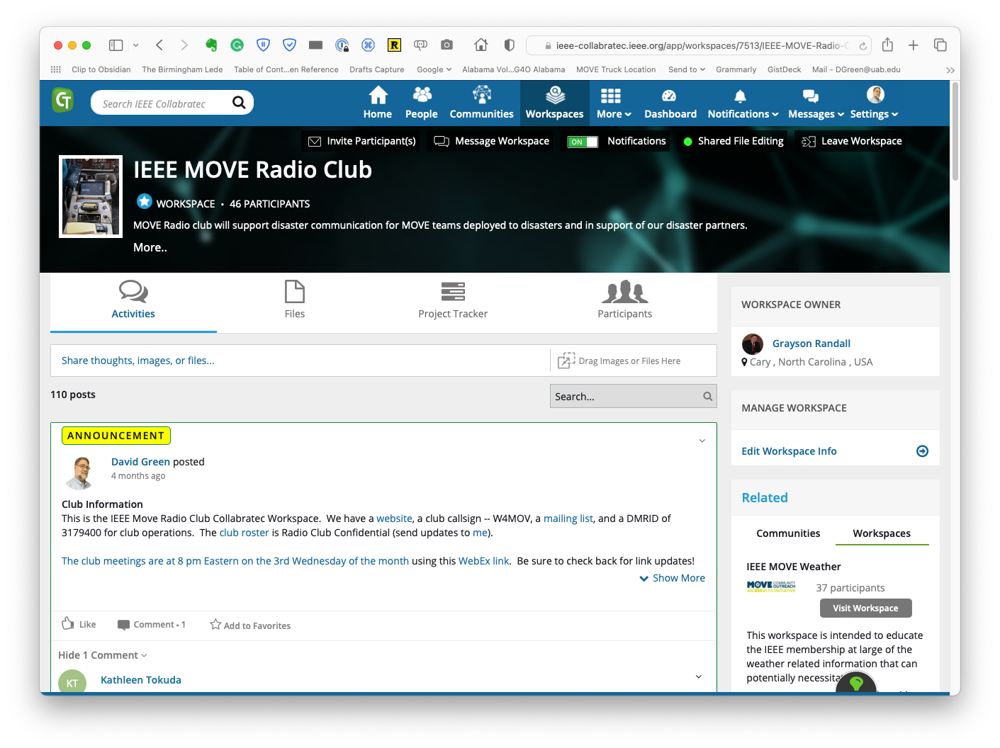 ieee-collabratec.ieee.org/app/workspaces/7513/IEEE-MOVE-Radio-C
Clip to Obsidian The Birmingham Lede Table of Cont...en Reference Drafts Capture Google Alabama Vol...G4O Alabama MOVE Truck Location Send to Grammarly GistDeck Mail - DGreen@uab.edu
Search IEEE Collabratec
Home People Communities Workspaces More Dashboard Notifications Messages Settings
Invite Participant(s) Message Workspace ON Notifications Shared File Editing Leave Workspace
IEEE MOVE Radio Club
WORKSPACE • 46 PARTICIPANTS
MOVE Radio club will support disaster communication for MOVE teams deployed to disasters and in support of our disaster partners.
More..
Activities Files Project Tracker Participants
Share thoughts, images, or files...
Drag Images or Files Here
110 posts
Search...
ANNOUNCEMENT
David Green posted
4 months ago
Club Information
This is the IEEE Move Radio Club Collabratec Workspace. We have a website, a club callsign -- W4MOV, a mailing list, and a DMRID of
3179400 for club operations. The club roster is Radio Club Confidential (send updates to me).
The club meetings are at 8 pm Eastern on the 3rd Wednesday of the month using this WebEx link. Be sure to check back for link updates!
Show More
Like Comment • 1 Add to Favorites
Hide 1 Comment
KT
Kathleen Tokuda
WORKSPACE OWNER
Grayson Randall
Cary , North Carolina , USA
MANAGE WORKSPACE
Edit Workspace Info
Related
Communities Workspaces
IEEE MOVE Weather
MOVE COMMUNITY
OUTREACH
AN IEEE-USA INITIATIVE
37 participants
Visit Workspace
This workspace is intended to educate
the IEEE membership at large of the
weather related information that can
potentially necessita